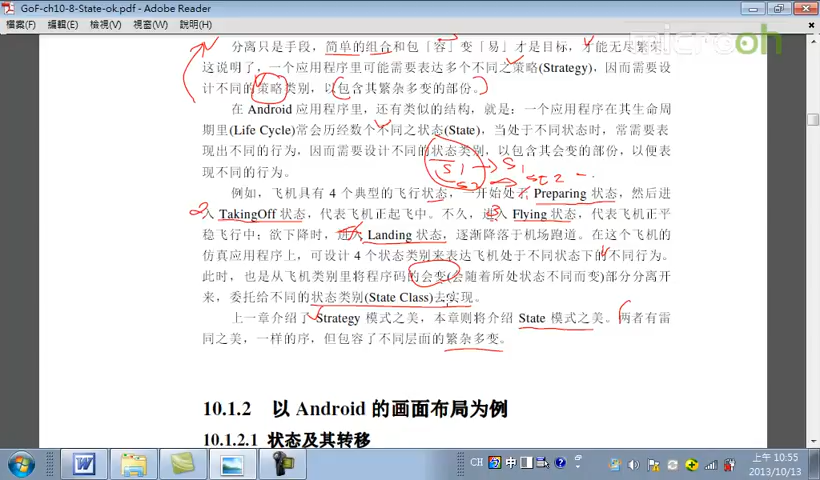 GoF-ch10-8-State-ok.pdf - Adobe Reader
檔案(F) 編輯(E) 檢視(V) 視窗(W) 說明(H)
microoh
分离只是手段，简单的组合和包「容」变「易」才是目标，才能无尽繁荣。
这说明了，一个应用程序里可能需要表达多个不同之策略(Strategy)，因而需要设
计不同的策略类别，以包含其繁杂多变的部份。
在 Android 应用程序里，还有类似的结构，就是：一个应用程序在其生命周
期里(Life Cycle)常会历经数个不同之状态(State)，当处于不同状态时，常需要表
现出不同的行为，因而需要设计不同的状态类别，以包含其会变的部份，以便表
现不同的行为。
S1 → S1
S2 → St2 ...
例如，飞机具有 4 个典型的飞行状态，一开始处于 Preparing 状态，然后进
入 TakingOff 状态，代表飞机正起飞中。不久，进入 Flying 状态，代表飞机正平
稳飞行中；欲下降时，进入 Landing 状态，逐渐降落于机场跑道。在这个飞机的
仿真应用程序上，可设计 4 个状态类别来表达飞机处于不同状态下的不同行为。
此时，也是从飞机类别里将程序码的会变(会随着所处状态不同而变)部分分离开
来，委托给不同的状态类别(State Class)去实现。
上一章介绍了 Strategy 模式之美，本章则将介绍 State 模式之美。两者有雷
同之美，一样的序，但包容了不同层面的繁杂多变。
10.1.2 以 Android 的画面布局为例
10.1.2.1 状态及其转移
CH 中
上午 10:55
2013/10/13